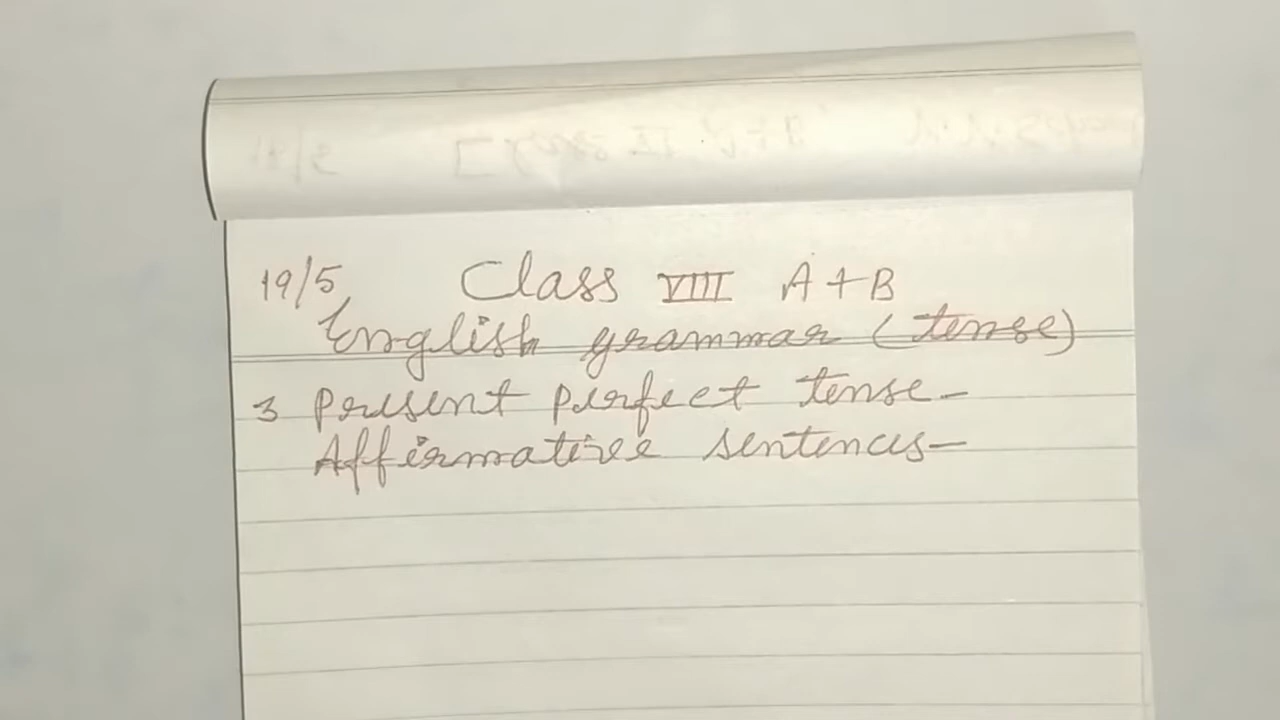 19/5 Class VIII A+B
English grammar (tense)
3 Present perfect tense-
Affirmative sentences-